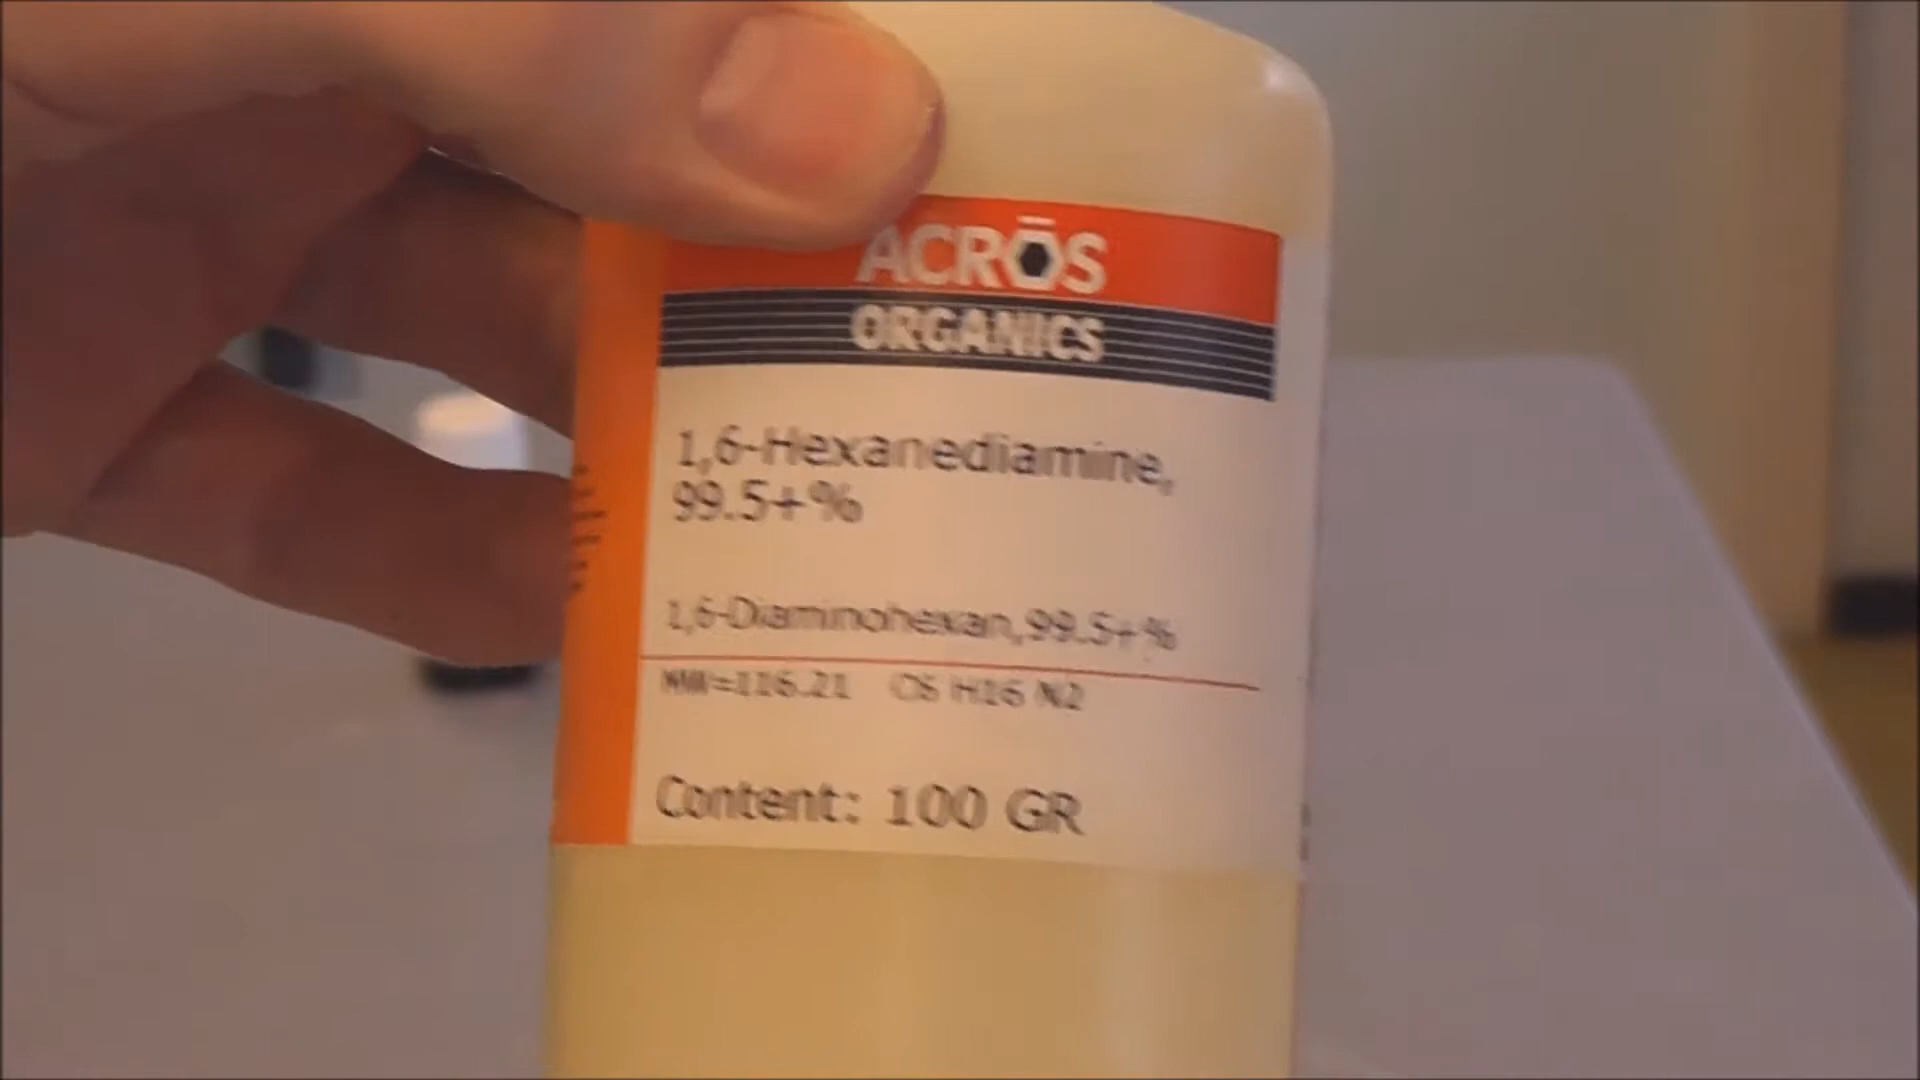 ACRŌS
ORGANICS
1,6-Hexanediamine,
99.5+%
1,6-Diaminohexan,99.5+%
MW=116.21 C6 H16 N2
Content: 100 GR